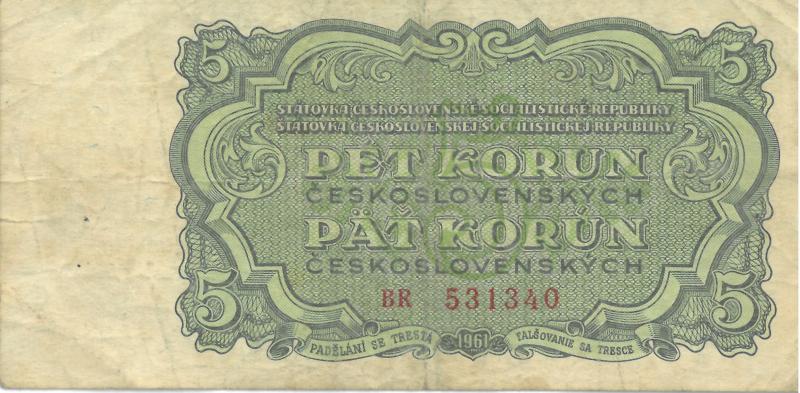 5 5
STÁTOVKA ČESKOSLOVENSKÉ SOCIALISTICKÉ REPUBLIKY
ŠTÁTOVKA ČESKOSLOVENSKEJ SOCIALISTICKEJ REPUBLIKY
PĚT KORUN
ČESKOSLOVENSKÝCH
PÄŤ KORÚN
ČESKOSLOVENSKÝCH
BR 531340
5 5
PADĚLÁNÍ SE TRESTÁ 1961 FALŠOVANIE SA TRESCE